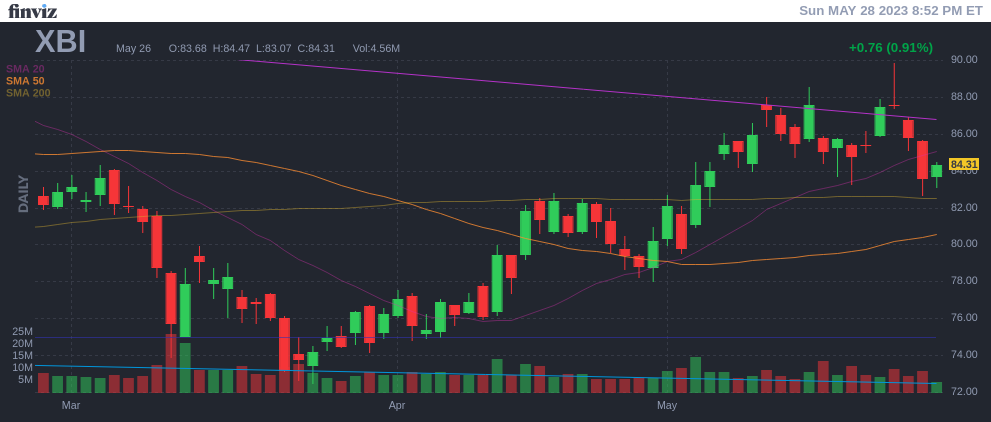 finviz
Sun MAY 28 2023 8:52 PM ET
XBI
May 26 O:83.68 H:84.47 L:83.07 C:84.31 Vol:4.56M
+0.76 (0.91%)
SMA 20
SMA 50
SMA 200
DAILY
90.00
88.00
86.00
84.31
84.00
82.00
80.00
78.00
76.00
74.00
72.00
25M
20M
15M
10M
5M
Mar
Apr
May